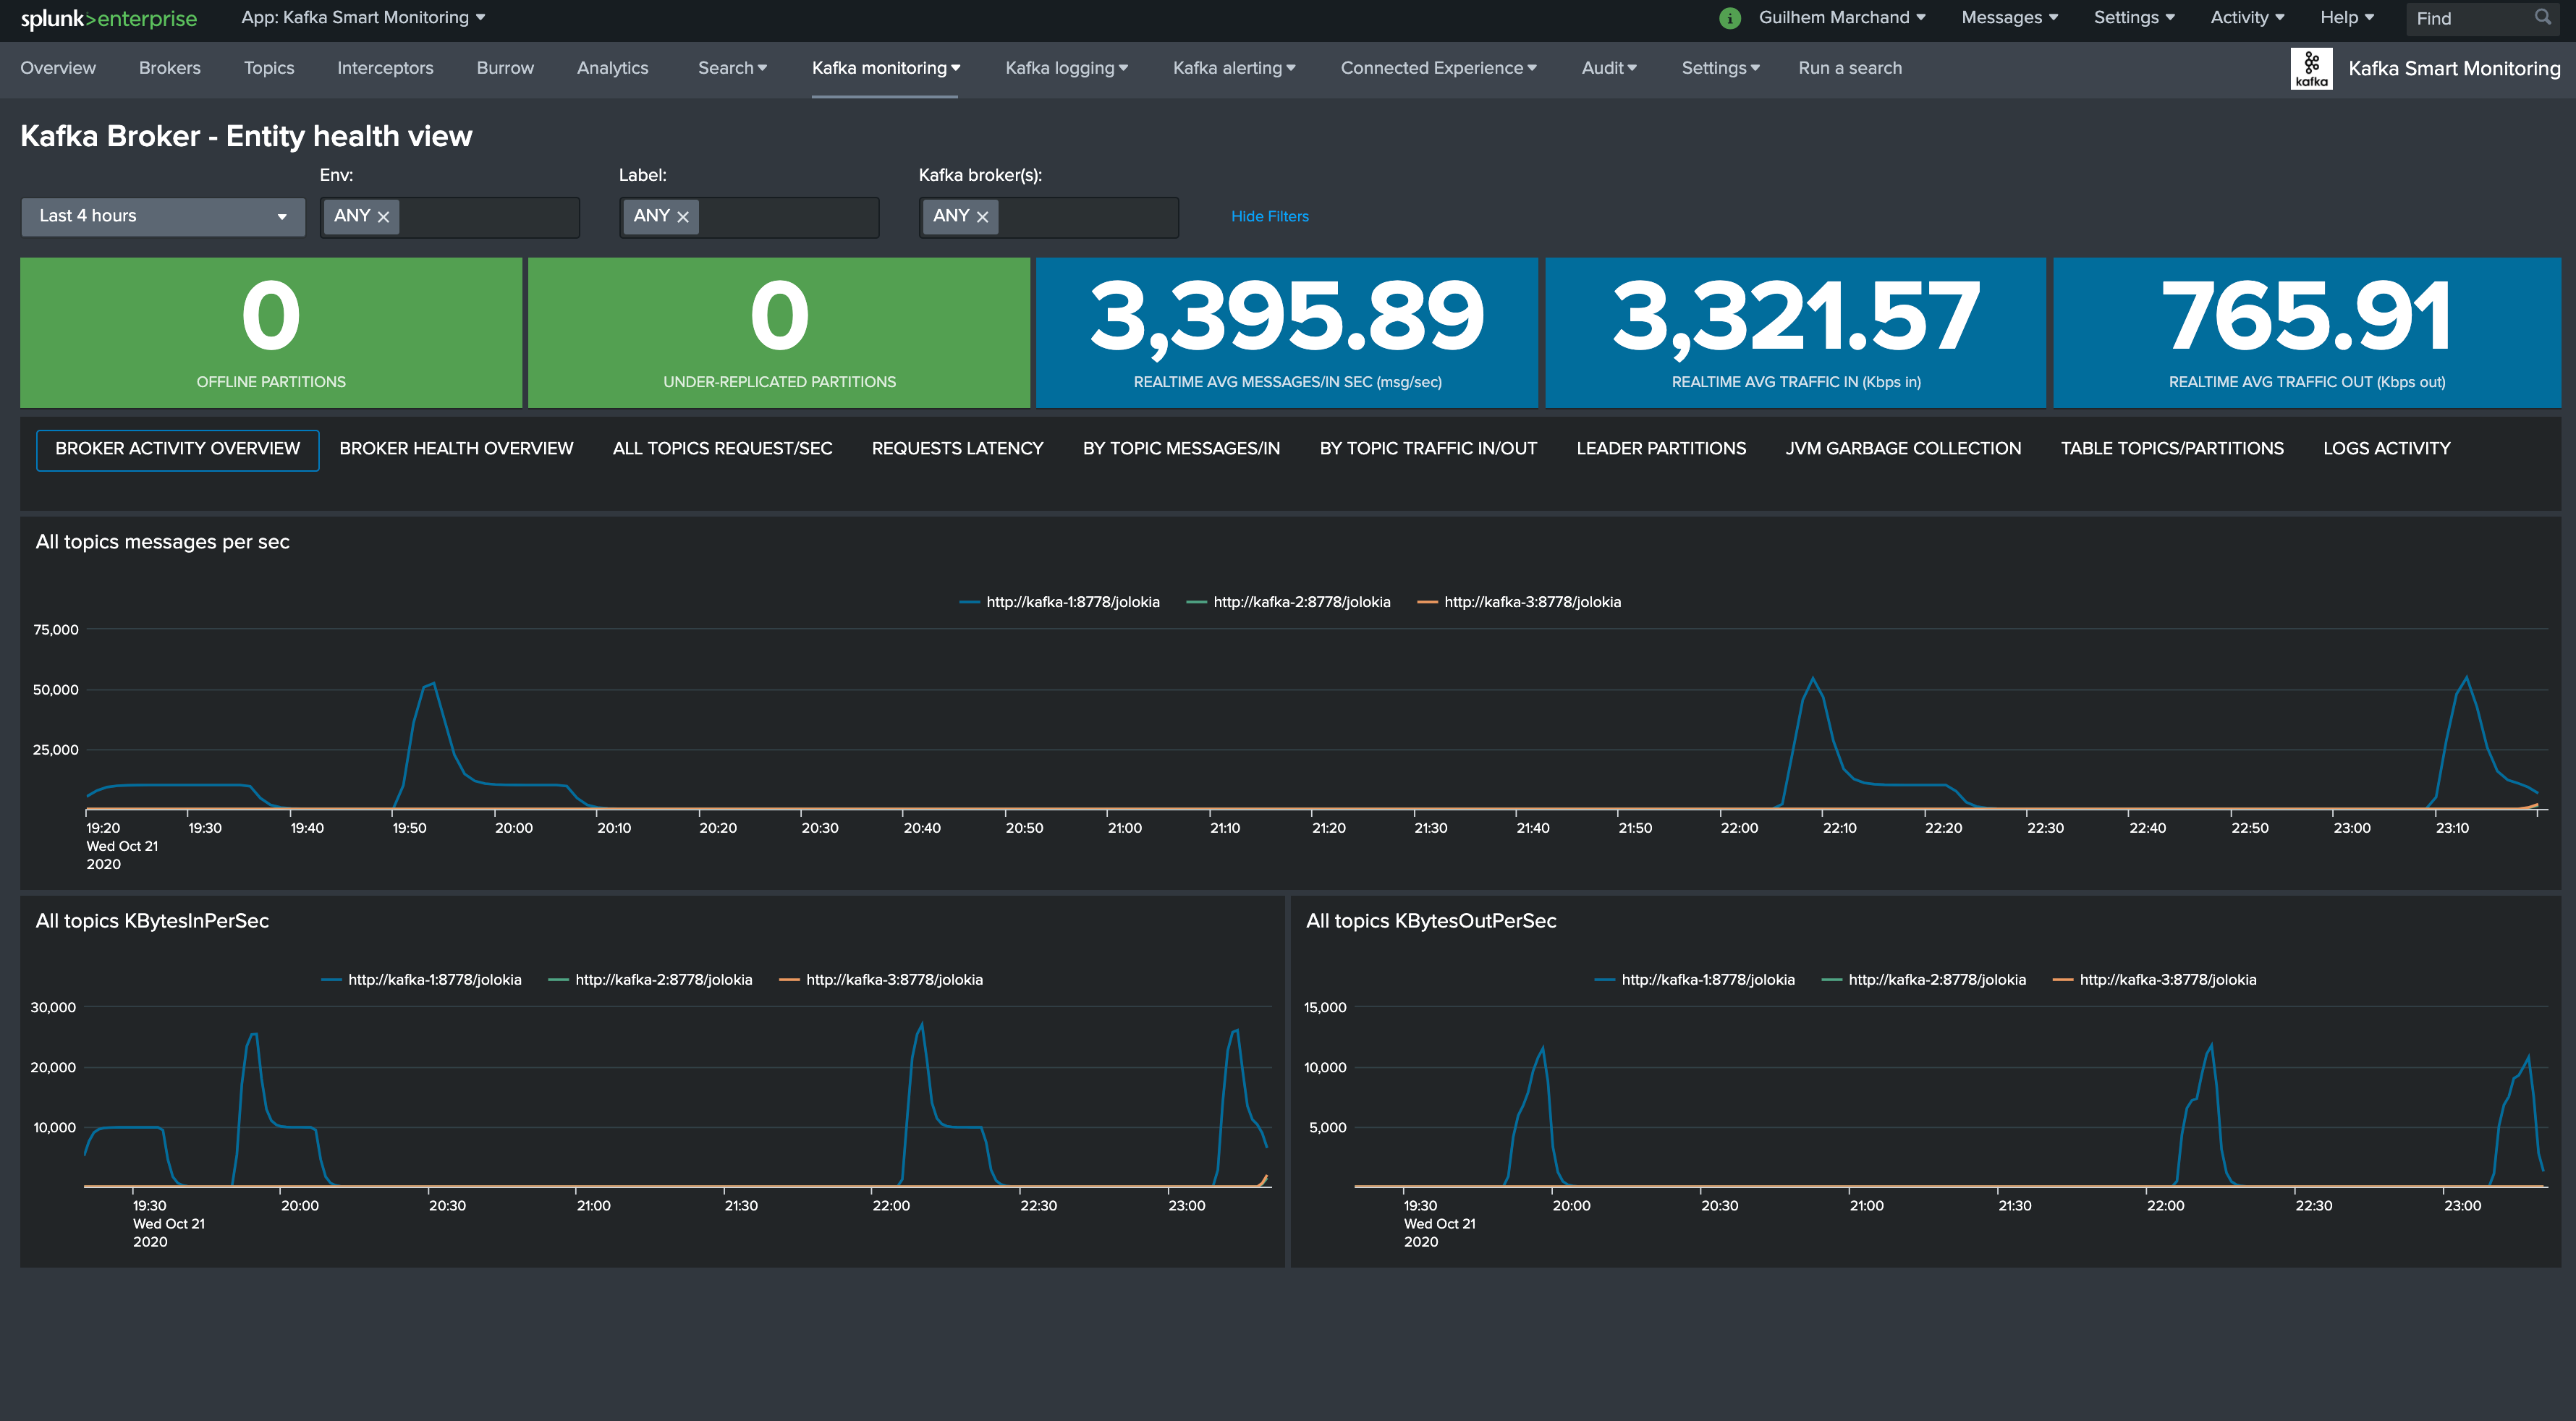 splunk>enterprise App: Kafka Smart Monitoring Guilhem Marchand Messages Settings Activity Help Find
Overview Brokers Topics Interceptors Burrow Analytics Search Kafka monitoring Kafka logging Kafka alerting Connected Experience Audit Settings Run a search kafka Kafka Smart Monitoring
Kafka Broker - Entity health view
Env: Label: Kafka broker(s):
Last 4 hours ANY ANY ANY Hide Filters
0 0 3,395.89 3,321.57 765.91
OFFLINE PARTITIONS UNDER-REPLICATED PARTITIONS REALTIME AVG MESSAGES/IN SEC (msg/sec) REALTIME AVG TRAFFIC IN (Kbps in) REALTIME AVG TRAFFIC OUT (Kbps out)
BROKER ACTIVITY OVERVIEW BROKER HEALTH OVERVIEW ALL TOPICS REQUEST/SEC REQUESTS LATENCY BY TOPIC MESSAGES/IN BY TOPIC TRAFFIC IN/OUT LEADER PARTITIONS JVM GARBAGE COLLECTION TABLE TOPICS/PARTITIONS LOGS ACTIVITY
All topics messages per sec
http://kafka-1:8778/jolokia http://kafka-2:8778/jolokia http://kafka-3:8778/jolokia
75,000
50,000
25,000
19:20 19:30 19:40 19:50 20:00 20:10 20:20 20:30 20:40 20:50 21:00 21:10 21:20 21:30 21:40 21:50 22:00 22:10 22:20 22:30 22:40 22:50 23:00 23:10
Wed Oct 21
2020
All topics KBytesInPerSec
http://kafka-1:8778/jolokia http://kafka-2:8778/jolokia http://kafka-3:8778/jolokia
30,000
20,000
10,000
19:30 20:00 20:30 21:00 21:30 22:00 22:30 23:00
Wed Oct 21
2020
All topics KBytesOutPerSec
http://kafka-1:8778/jolokia http://kafka-2:8778/jolokia http://kafka-3:8778/jolokia
15,000
10,000
5,000
19:30 20:00 20:30 21:00 21:30 22:00 22:30 23:00
Wed Oct 21
2020